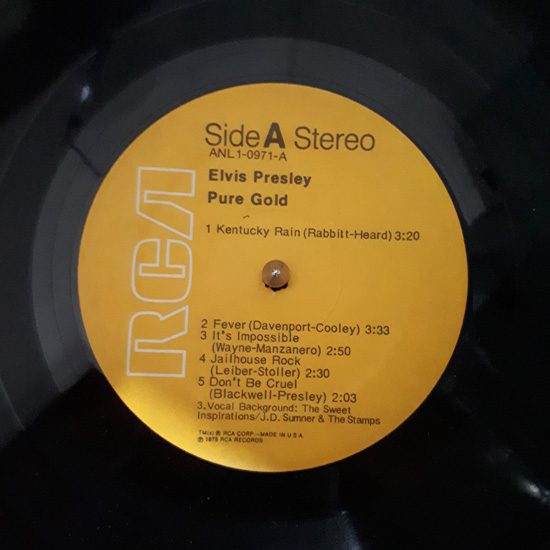 Side A Stereo
ANL1-0971-A
Elvis Presley
Pure Gold
RCA
1 Kentucky Rain (Rabbitt-Heard) 3:20
2 Fever (Davenport-Cooley) 3:33
3 It's Impossible
(Wayne-Manzanero) 2:50
4 Jailhouse Rock
(Leiber-Stoller) 2:30
5 Don't Be Cruel
(Blackwell-Presley) 2:03
3.Vocal Background: The Sweet
Inspirations/J.D. Sumner & The Stamps
TM(s) ® RCA CORP.—MADE IN U.S.A.
℗ 1975 RCA RECORDS